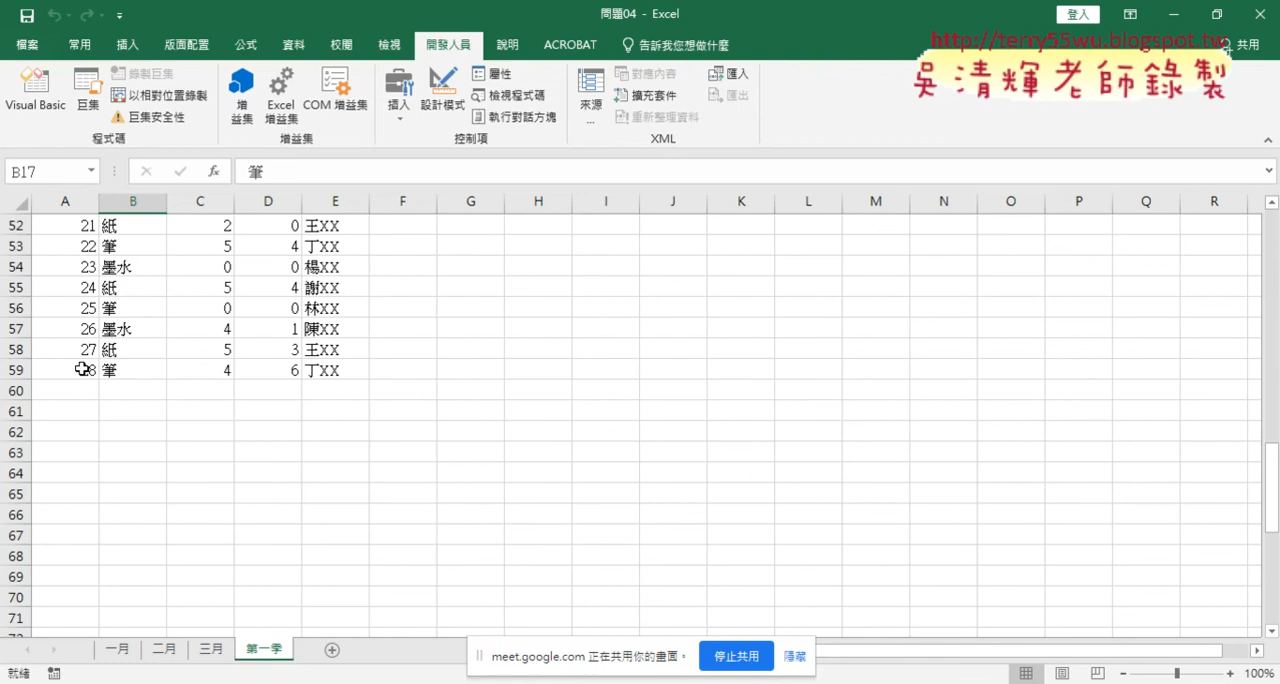 問題04 - Excel
登入
http://terry55wu.blogspot.tw
吳清輝老師錄製
檔案 常用 插入 版面配置 公式 資料 校閱 檢視 開發人員 說明 ACROBAT 告訴我您想做什麼 共用
Visual Basic 巨集 錄製巨集 以相對位置錄製 巨集安全性
增益集 Excel 增益集 COM 增益集
插入 設計模式 屬性 檢視程式碼 執行對話方塊
來源... 對應內容 擴充套件 重新整理資料 匯入 匯出
程式碼 增益集 控制項 XML
B17 fx 筆
A B C D E F G H I J K L M N O P Q R
52 21 紙 2 0 王XX
53 22 筆 5 4 丁XX
54 23 墨水 0 0 楊XX
55 24 紙 5 4 謝XX
56 25 筆 0 0 林XX
57 26 墨水 4 1 陳XX
58 27 紙 5 3 王XX
59 8 筆 4 6 丁XX
60
61
62
63
64
65
66
67
68
69
70
71
一月 二月 三月 第一季
meet.google.com 正在共用你的畫面。 停止共用 隱藏
就緒 100%